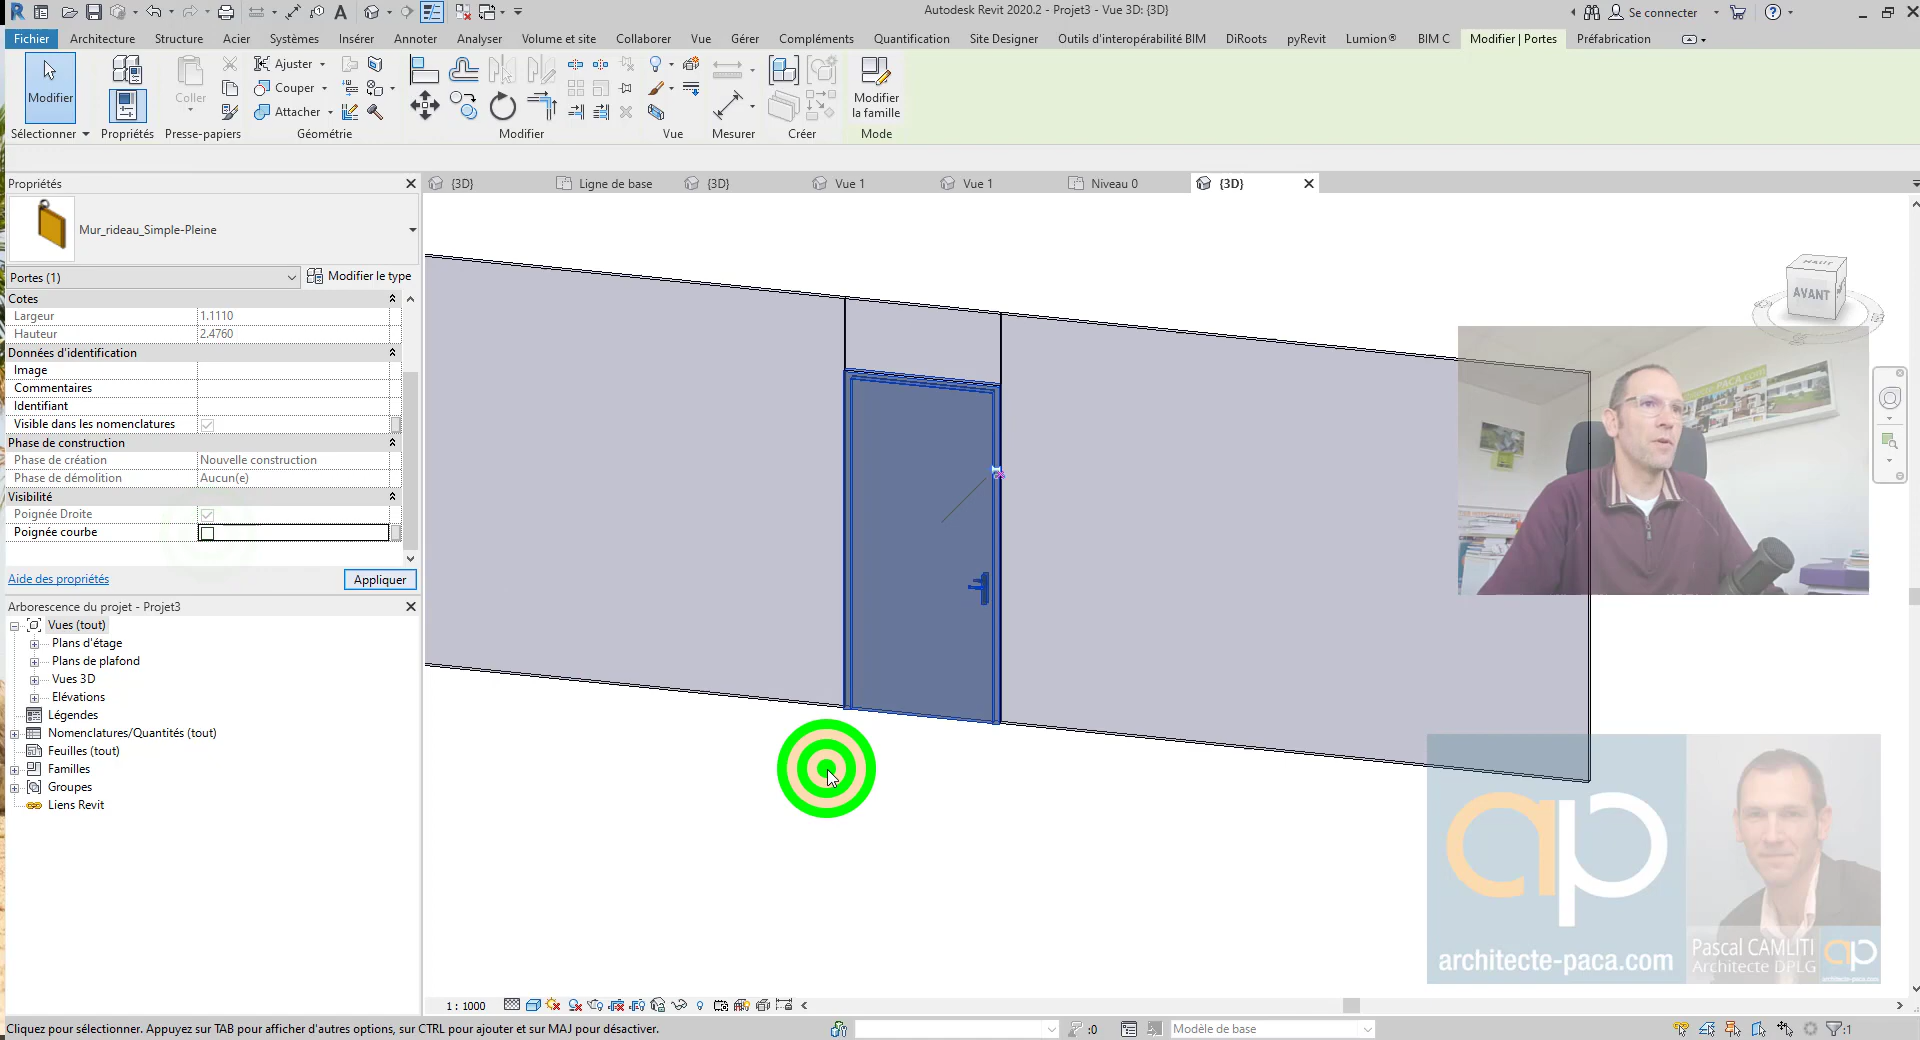 Autodesk Revit 2020.2 - Projet3 - Vue 3D: {3D}
Se connecter
Fichier Architecture Structure Acier Systèmes Insérer Annoter Analyser Volume et site Collaborer Vue Gérer Compléments Quantification Site Designer Outils d'interopérabilité BIM DiRoots pyRevit Lumion® BIM C Modifier | Portes Préfabrication
Modifier
Coller
Ajuster
Couper
Attacher
Modifier
la famille
Sélectionner Propriétés Presse-papiers Géométrie Modifier Vue Mesurer Créer Mode
Propriétés
{3D} Ligne de base {3D} Vue 1 Vue 1 Niveau 0 {3D}
Mur_rideau_Simple-Pleine
Portes (1) Modifier le type
Cotes
Largeur 1.1110
Hauteur 2.4760
Données d'identification
Image
Commentaires
Identifiant
Visible dans les nomenclatures
Phase de construction
Phase de création Nouvelle construction
Phase de démolition Aucun(e)
Visibilité
Poignée Droite
Poignée courbe
Aide des propriétés Appliquer
Arborescence du projet - Projet3
Vues (tout)
Plans d'étage
Plans de plafond
Vues 3D
Elévations
Légendes
Nomenclatures/Quantités (tout)
Feuilles (tout)
Familles
Groupes
Liens Revit
HAUT
AVANT
ap
architecte-paca.com
Pascal CAMLITI
Architecte DPLG
ap
1 : 1000
Cliquez pour sélectionner. Appuyez sur TAB pour afficher d'autres options, sur CTRL pour ajouter et sur MAJ pour désactiver.
:0
Modèle de base
:1